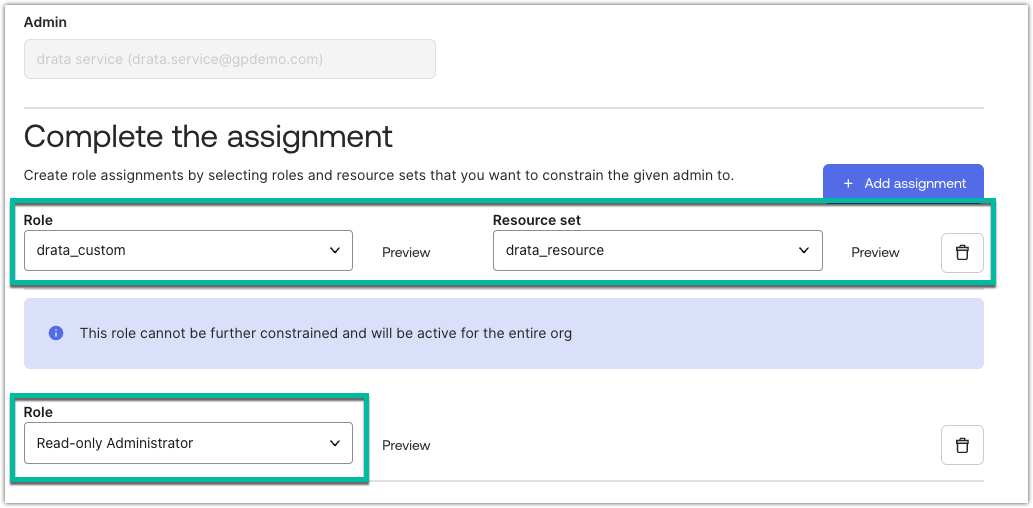 Admin
drata service (drata.service@gpdemo.com)
Complete the assignment
Create role assignments by selecting roles and resource sets that you want to constrain the given admin to.
+ Add assignment
Role
Resource set
drata_custom
Preview
drata_resource
Preview
This role cannot be further constrained and will be active for the entire org
Role
Read-only Administrator
Preview